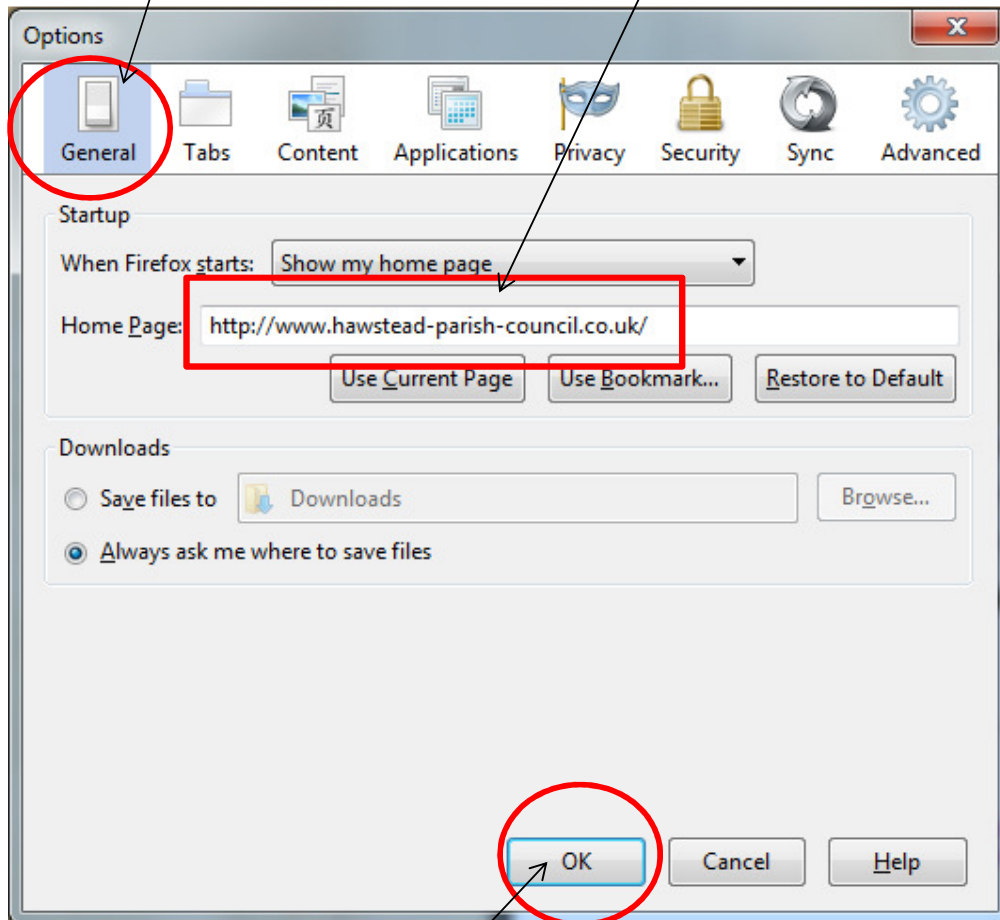 Options
X
General Tabs Content Applications Privacy Security Sync Advanced
页
Startup
When Firefox starts: Show my home page
Home Page: http://www.hawstead-parish-council.co.uk/
Use Current Page Use Bookmark... Restore to Default
Downloads
Save files to Downloads Browse...
Always ask me where to save files
OK Cancel Help